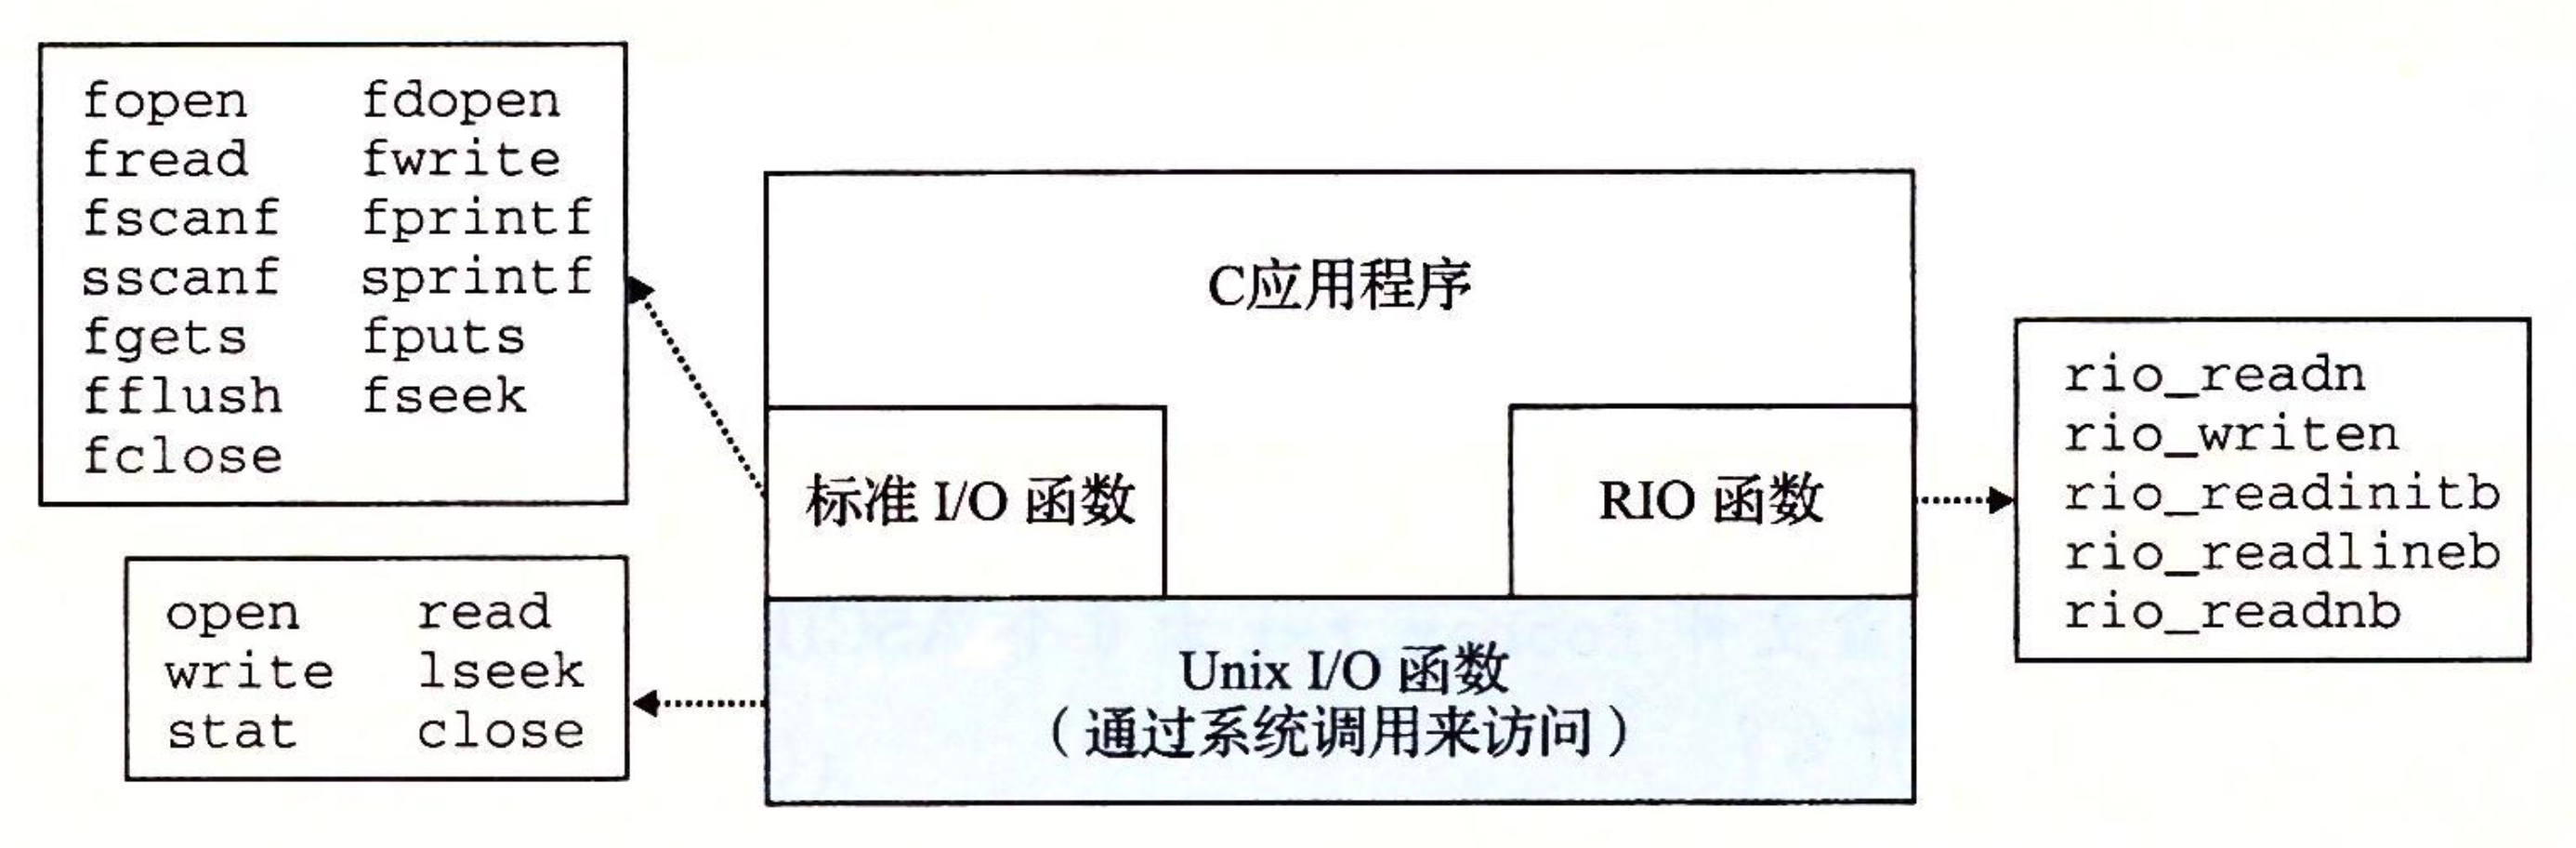 fopen fdopen
fread fwrite
fscanf fprintf
sscanf sprintf
fgets fputs
fflush fseek
fclose
open read
write lseek
stat close
C应用程序
标准 I/O 函数
RIO 函数
Unix I/O 函数
（通过系统调用来访问）
rio_readn
rio_writen
rio_readinitb
rio_readlineb
rio_readnb